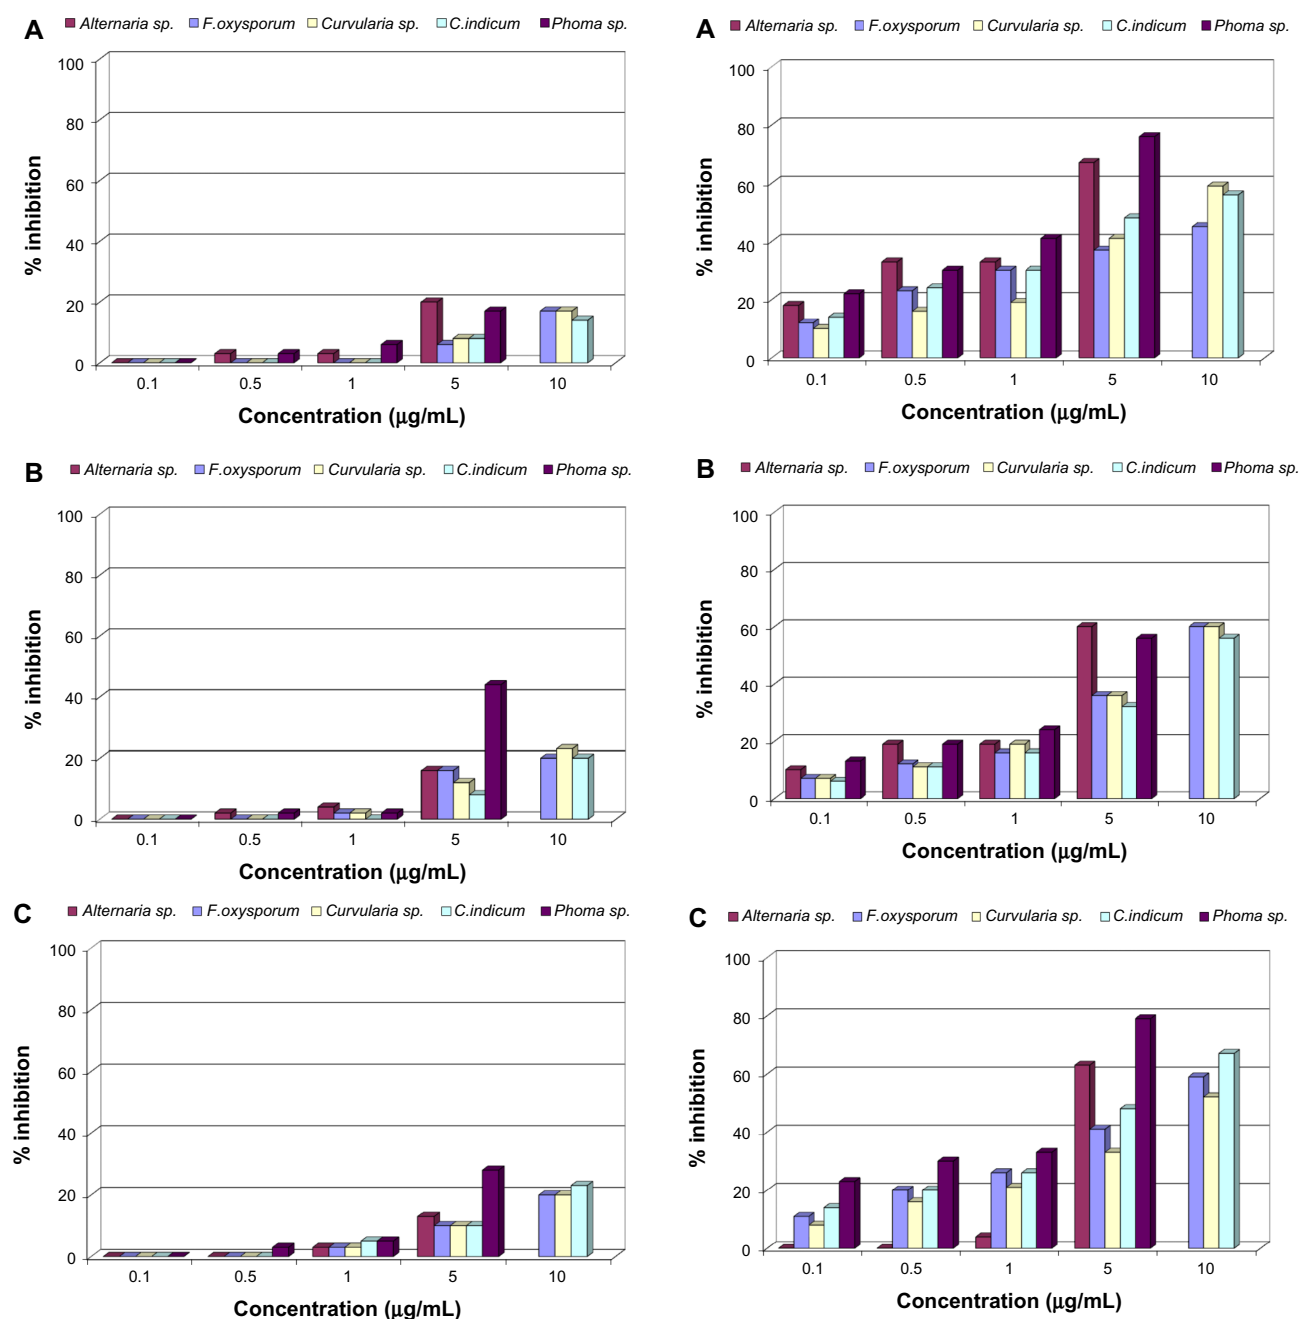 A
Alternaria sp. F.oxysporum Curvularia sp. C.indicum Phoma sp.
% inhibition
100
80
60
40
20
0
0.1 0.5 1 5 10
Concentration (µg/mL)
A
Alternaria sp. F.oxysporum Curvularia sp. C.indicum Phoma sp.
% inhibition
100
80
60
40
20
0
0.1 0.5 1 5 10
Concentration (µg/mL)
B
Alternaria sp. F.oxysporum Curvularia sp. C.indicum Phoma sp.
% inhibition
100
80
60
40
20
0
0.1 0.5 1 5 10
Concentration (µg/mL)
B
Alternaria sp. F.oxysporum Curvularia sp. C.indicum Phoma sp.
% inhibition
100
80
60
40
20
0
0.1 0.5 1 5 10
Concentration (µg/mL)
C
Alternaria sp. F.oxysporum Curvularia sp. C.indicum Phoma sp.
% inhibition
100
80
60
40
20
0
0.1 0.5 1 5 10
Concentration (µg/mL)
C
Alternaria sp. F.oxysporum Curvularia sp. C.indicum Phoma sp.
% inhibition
100
80
60
40
20
0
0.1 0.5 1 5 10
Concentration (µg/mL)